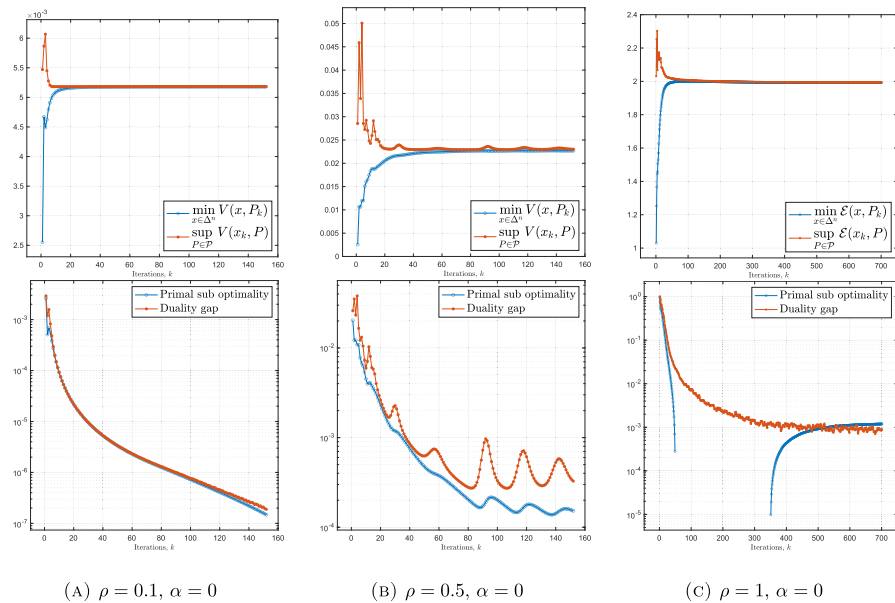 ×10⁻³
6
5.5
5
4.5
4
3.5
3
2.5
0 20 40 60 80 100 120 140 160
Iterations, k
min V(x, P_k)
x∈Δⁿ
sup V(x_k, P)
P∈𝒫
0.05
0.045
0.04
0.035
0.03
0.025
0.02
0.015
0.01
0.005
0
0 20 40 60 80 100 120 140 160
Iterations, k
min V(x, P_k)
x∈Δⁿ
sup V(x_k, P)
P∈𝒫
2.4
2.2
2
1.8
1.6
1.4
1.2
1
0 100 200 300 400 500 600 700
Iterations, k
min ℰ(x, P_k)
x∈Δⁿ
sup ℰ(x_k, P)
P∈𝒫
Primal sub optimality
Duality gap
10⁻³
10⁻⁴
10⁻⁵
10⁻⁶
10⁻⁷
0 20 40 60 80 100 120 140 160
Iterations, k
Primal sub optimality
Duality gap
10⁻²
10⁻³
10⁻⁴
0 20 40 60 80 100 120 140 160
Iterations, k
Primal sub optimality
Duality gap
10⁰
10⁻¹
10⁻²
10⁻³
10⁻⁴
10⁻⁵
0 100 200 300 400 500 600 700
Iterations, k
(A) ρ = 0.1, α = 0
(B) ρ = 0.5, α = 0
(C) ρ = 1, α = 0